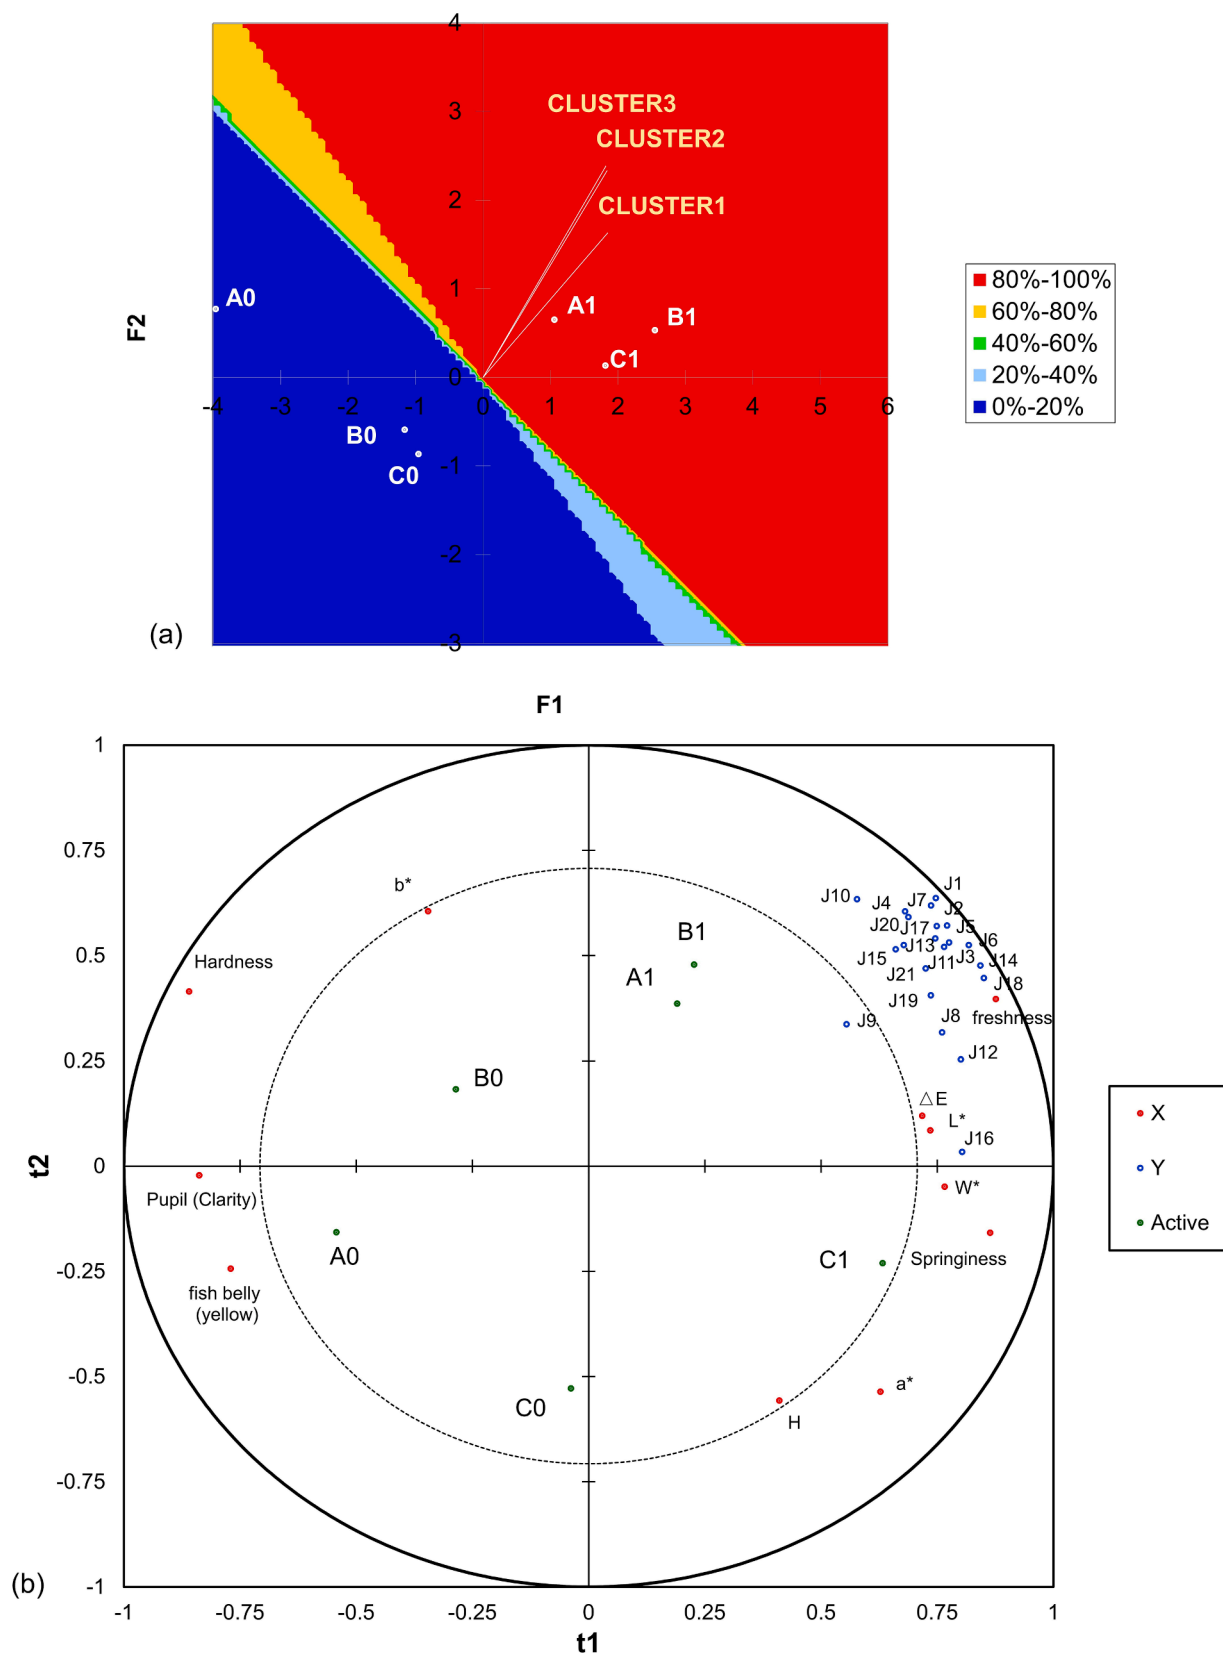 4
CLUSTER3
3
CLUSTER2
2
CLUSTER1
1
A0
A1
B1
F2
C1
0
-4
-3
-2
-1
0
1
2
3
4
5
6
B0
C0
-1
-2
-3
(a)
F1
80%-100%
60%-80%
40%-60%
20%-40%
0%-20%
1
0.75
b*
J10
J4
J7
J1
J2
J20
J17
J5
J6
J15
J13
J11
J3
J14
J21
J18
J19
freshness
J9
J8
J12
B1
A1
Hardness
0.5
0.25
B0
△E
L*
J16
0
t2
Pupil (Clarity)
W*
A0
C1
Springiness
-0.25
fish belly
(yellow)
-0.5
C0
a*
H
-0.75
(b)
-1
-1
-0.75
-0.5
-0.25
0
0.25
0.5
0.75
1
t1
X
Y
Active